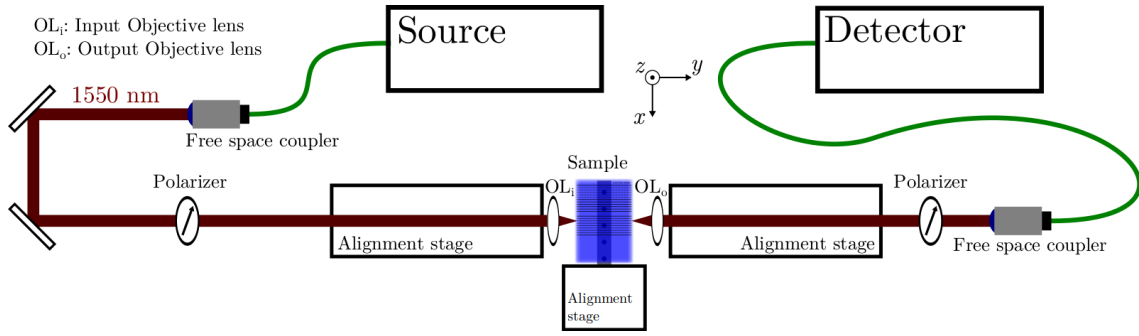 OLᵢ: Input Objective lens
OLₒ: Output Objective lens
Source
Detector
1550 nm
z
y
x
Free space coupler
Sample
Polarizer
OLᵢ
OLₒ
Polarizer
Alignment stage
Alignment stage
Free space coupler
Alignment
stage